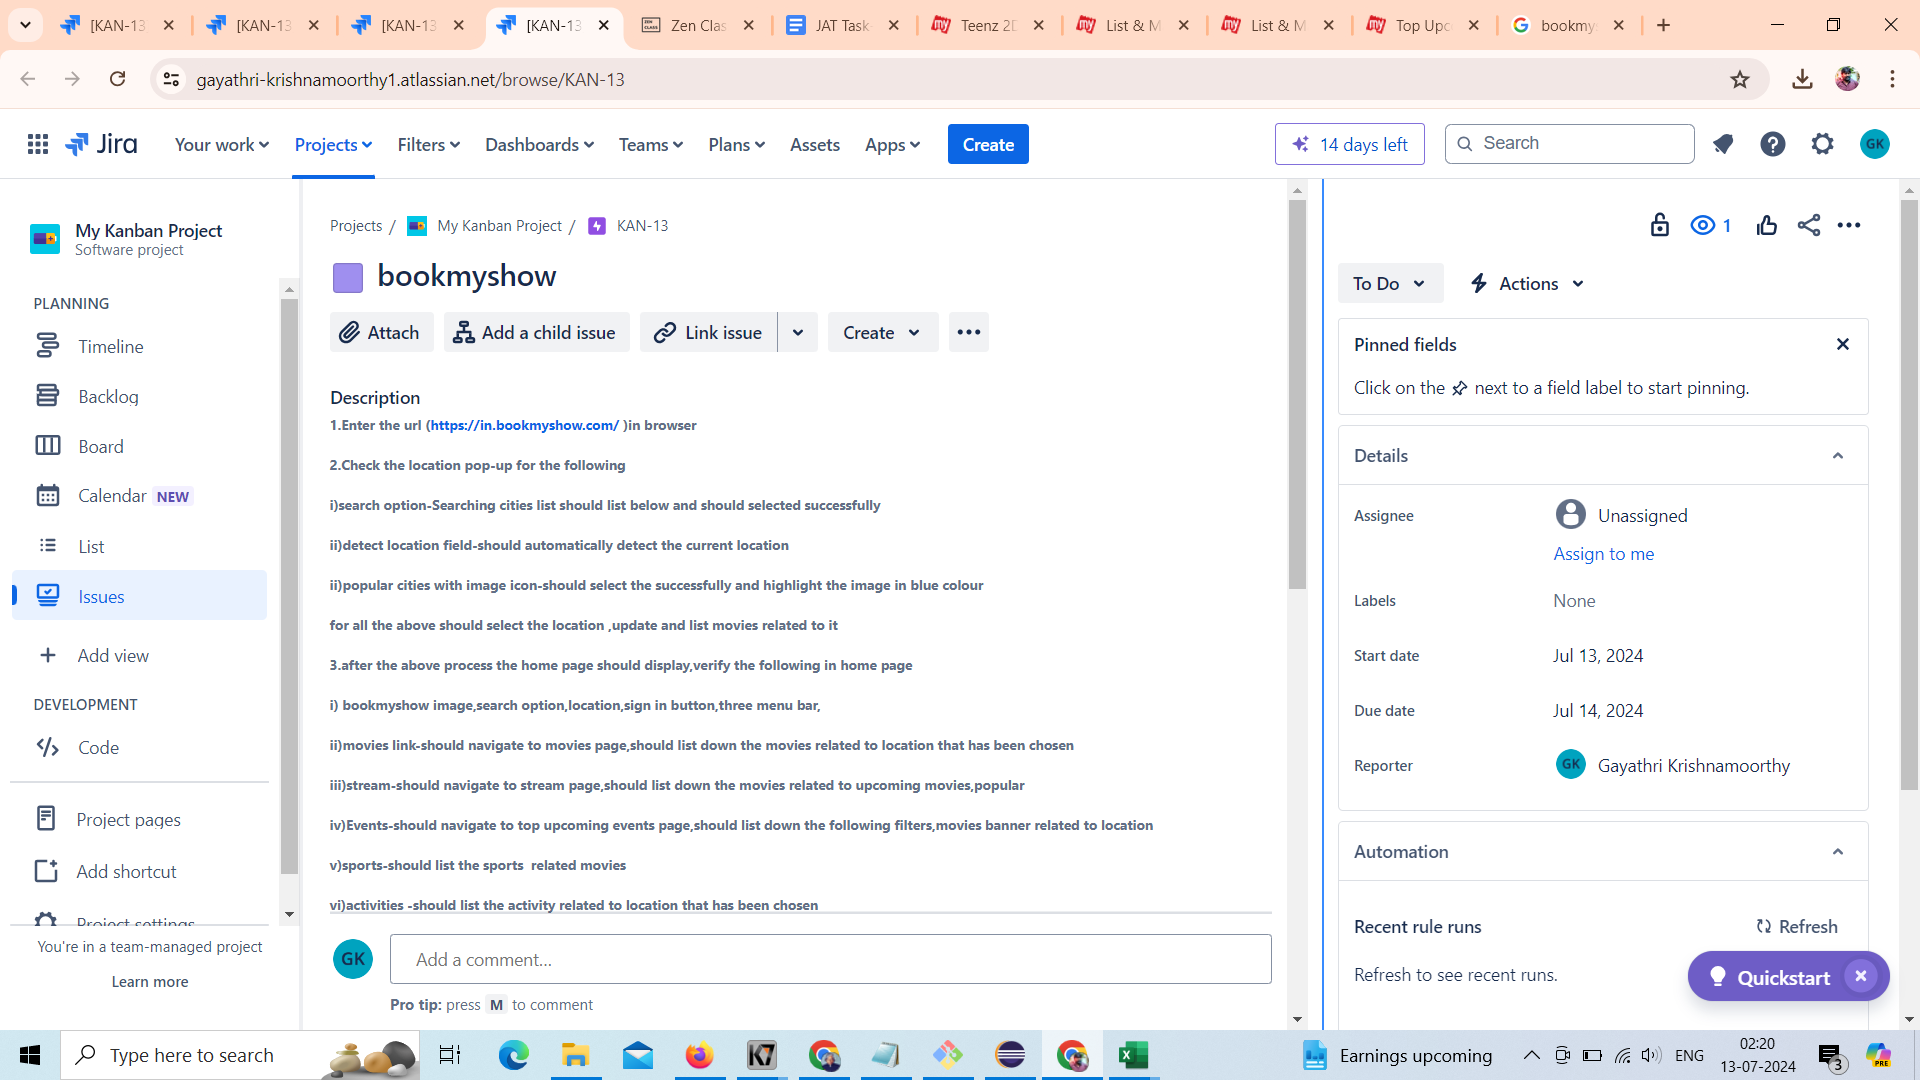 [KAN-13
[KAN-13
[KAN-13
[KAN-13
Zen Clas
JAT Task
Teenz 2D
List & M
List & M
Top Upc
bookmy
gayathri-krishnamoorthy1.atlassian.net/browse/KAN-13
Jira
Your work
Projects
Filters
Dashboards
Teams
Plans
Assets
Apps
Create
14 days left
Search
GK
My Kanban Project
Software project
PLANNING
Timeline
Backlog
Board
Calendar NEW
List
Issues
Add view
DEVELOPMENT
Code
Project pages
Add shortcut
Project settings
You're in a team-managed project
Learn more
Projects / My Kanban Project / KAN-13
bookmyshow
Attach
Add a child issue
Link issue
Create
Description
1.Enter the url (https://in.bookmyshow.com/ )in browser
2.Check the location pop-up for the following
i)search option-Searching cities list should list below and should selected successfully
ii)detect location field-should automatically detect the current location
ii)popular cities with image icon-should select the successfully and highlight the image in blue colour
for all the above should select the location ,update and list movies related to it
3.after the above process the home page should display,verify the following in home page
i) bookmyshow image,search option,location,sign in button,three menu bar,
ii)movies link-should navigate to movies page,should list down the movies related to location that has been chosen
iii)stream-should navigate to stream page,should list down the movies related to upcoming movies,popular
iv)Events-should navigate to top upcoming events page,should list down the following filters,movies banner related to location
v)sports-should list the sports  related movies
vi)activities -should list the activity related to location that has been chosen
GK
Add a comment...
Pro tip: press M to comment
1
To Do
Actions
Pinned fields
Click on the next to a field label to start pinning.
Details
Assignee
Unassigned
Assign to me
Labels
None
Start date
Jul 13, 2024
Due date
Jul 14, 2024
Reporter
GK Gayathri Krishnamoorthy
Automation
Recent rule runs
Refresh
Refresh to see recent runs.
Quickstart
Type here to search
Earnings upcoming
ENG
02:20
13-07-2024
3
PRE